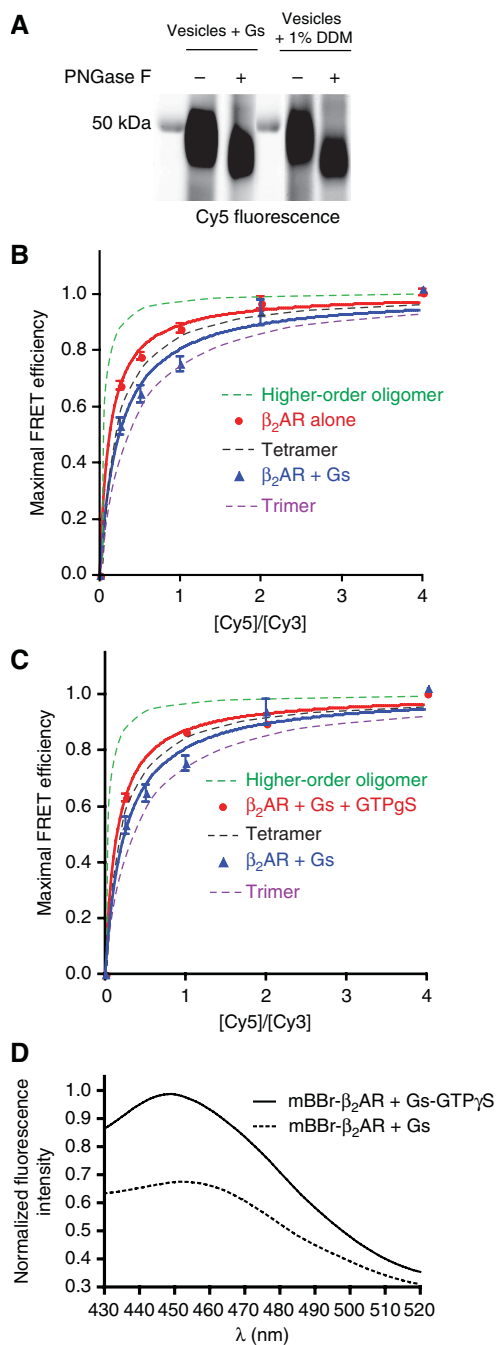 A
Vesicles + Gs
Vesicles
+ 1% DDM
PNGase F – + – +
50 kDa
Cy5 fluorescence
B
Maximal FRET efficiency
1.0
0.8
0.6
0.4
0.2
0.0
Higher-order oligomer
β₂AR alone
Tetramer
β₂AR + Gs
Trimer
0 1 2 3 4
[Cy5]/[Cy3]
C
Maximal FRET efficiency
1.0
0.8
0.6
0.4
0.2
0.0
Higher-order oligomer
β₂AR + Gs + GTPgS
Tetramer
β₂AR + Gs
Trimer
0 1 2 3 4
[Cy5]/[Cy3]
D
Normalized fluorescence
intensity
1.0
0.9
0.8
0.7
0.6
0.5
0.4
0.3
mBBr-β₂AR + Gs-GTPγS
mBBr-β₂AR + Gs
430 440 450 460 470 480 490 500 510 520
λ (nm)